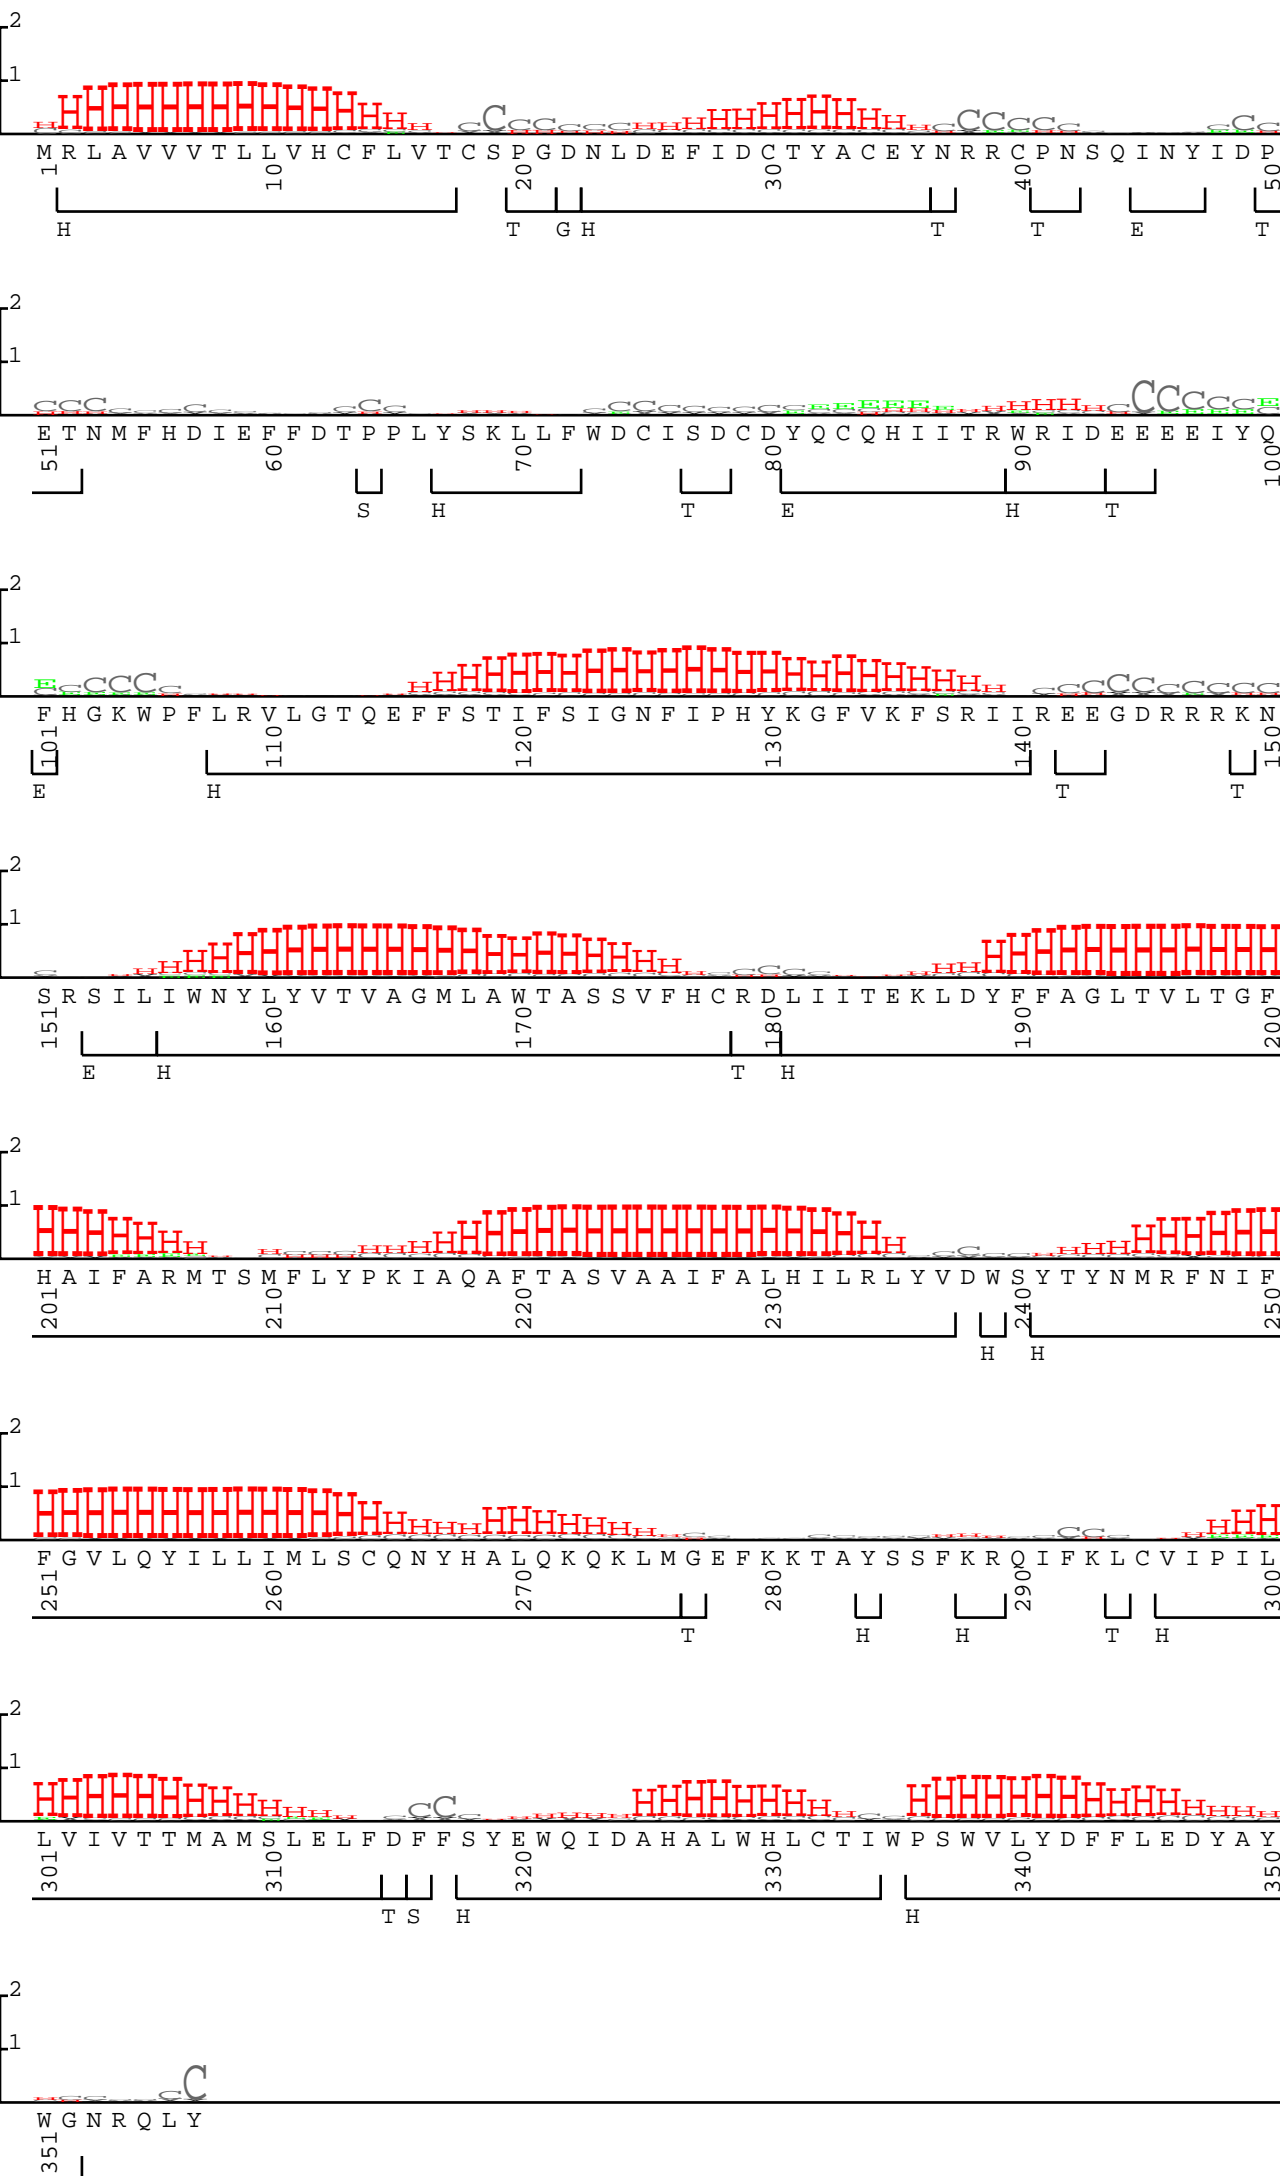 2
1
M R L A V V V T L L V H C F L V T C S P G D N L D E F I D C T Y A C E Y N R R C P N S Q I N Y I D P
1 10 20 30 40 50
H T G H T T E T
2
1
E T N M F H D I E F F D T P P L Y S K L L F W D C I S D C D Y Q C Q H I I T R W R I D E E E E I Y Q
51 60 70 80 90 100
S H T E H T
2
1
F H G K W P F L R V L G T Q E F F S T I F S I G N F I P H Y K G F V K F S R I I R E E G D R R R K N
101 110 120 130 140 150
E H T T
2
1
S R S I L I W N Y L Y V T V A G M L A W T A S S V F H C R D L I I T E K L D Y F F A G L T V L T G F
151 160 170 180 190 200
E H T H
2
1
H A I F A R M T S M F L Y P K I A Q A F T A S V A A I F A L H I L R L Y V D W S Y T Y N M R F N I F
201 210 220 230 240 250
H H
2
1
F G V L Q Y I L L I M L S C Q N Y H A L Q K Q K L M G E F K K T A Y S S F K R Q I F K L C V I P I L
251 260 270 280 290 300
T H H T H
2
1
L V I V T T M A M S L E L F D F F S Y E W Q I D A H A L W H L C T I W P S W V L Y D F F L E D Y A Y
301 310 320 330 340 350
T S H H
2
1
W G N R Q L Y
351